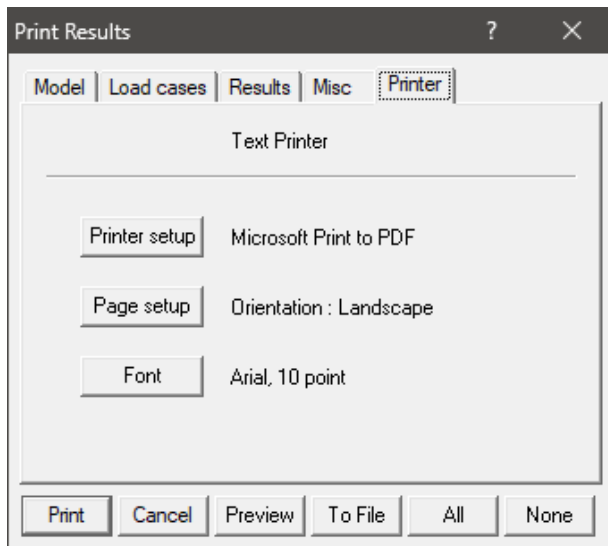 Print Results ?
Model Load cases Results Misc Printer
Text Printer
Printer setup Microsoft Print to PDF
Page setup Orientation : Landscape
Font Arial, 10 point
Print Cancel Preview To File All None